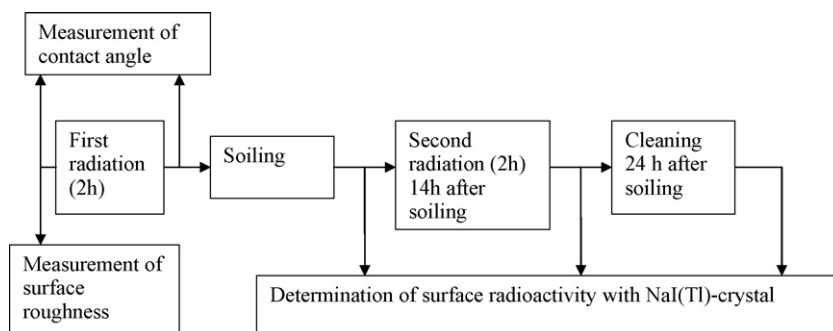 Measurement of
contact angle
First
radiation
(2h)
Soiling
Second
radiation (2h)
14h after
soiling
Cleaning
24 h after
soiling
Measurement of
surface
roughness
Determination of surface radioactivity with NaI(Tl)-crystal